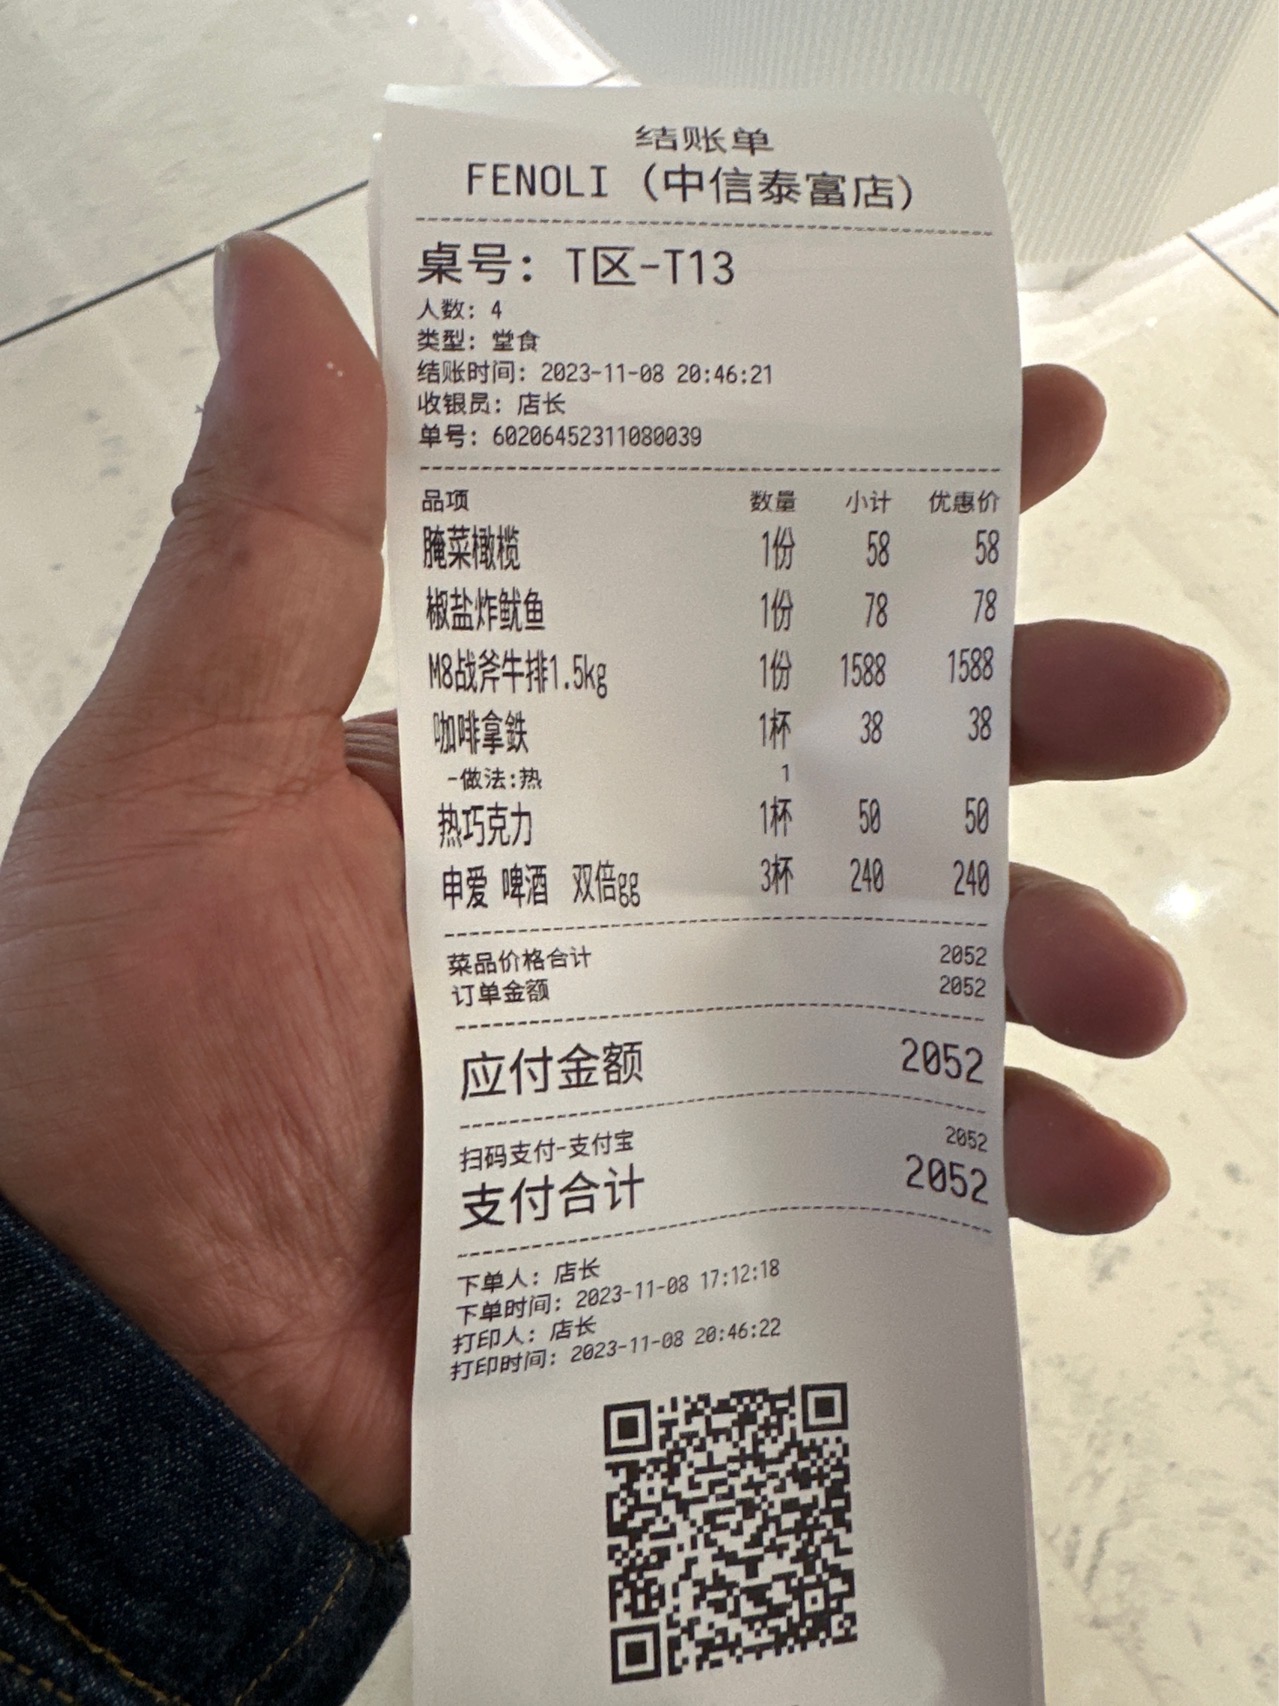 结账单
FENOLI（中信泰富店）
桌号：T区-T13
人数：4
类型：堂食
结账时间：2023-11-08 20:46:21
收银员：店长
单号：60206452311080039
品项 数量 小计 优惠价
腌菜橄榄 1份 58 58
椒盐炸鱿鱼 1份 78 78
M8战斧牛排1.5kg 1份 1588 1588
咖啡拿鉄 1杯 38 38
-做法:热 1
热巧克力 1杯 50 50
申爱 啤酒 双倍gg 3杯 240 240
菜品价格合计 2052
订单金额 2052
应付金额 2052
扫码支付-支付宝 2052
支付合计 2052
下单人：店长
下单时间：2023-11-08 17:12:18
打印人：店长
打印时间：2023-11-08 20:46:22